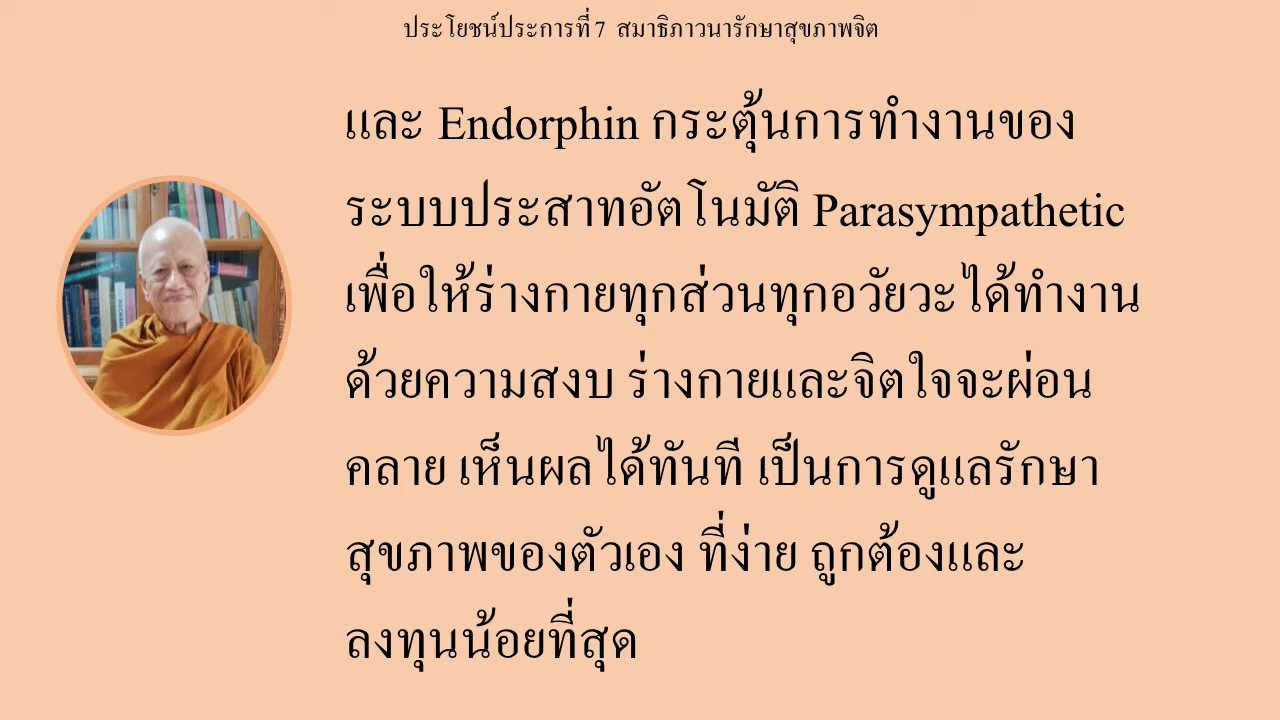 ประโยชน์ประการที่ 7 สมาธิภาวนารักษาสุขภาพจิต
และ Endorphin กระตุ้นการทำงานของ
ระบบประสาทอัตโนมัติ Parasympathetic
เพื่อให้ร่างกายทุกส่วนทุกอวัยวะได้ทำงาน
ด้วยความสงบ ร่างกายและจิตใจจะผ่อน
คลาย เห็นผลได้ทันที เป็นการดูแลรักษา
สุขภาพของตัวเอง ที่ง่าย ถูกต้องและ
ลงทุนน้อยที่สุด